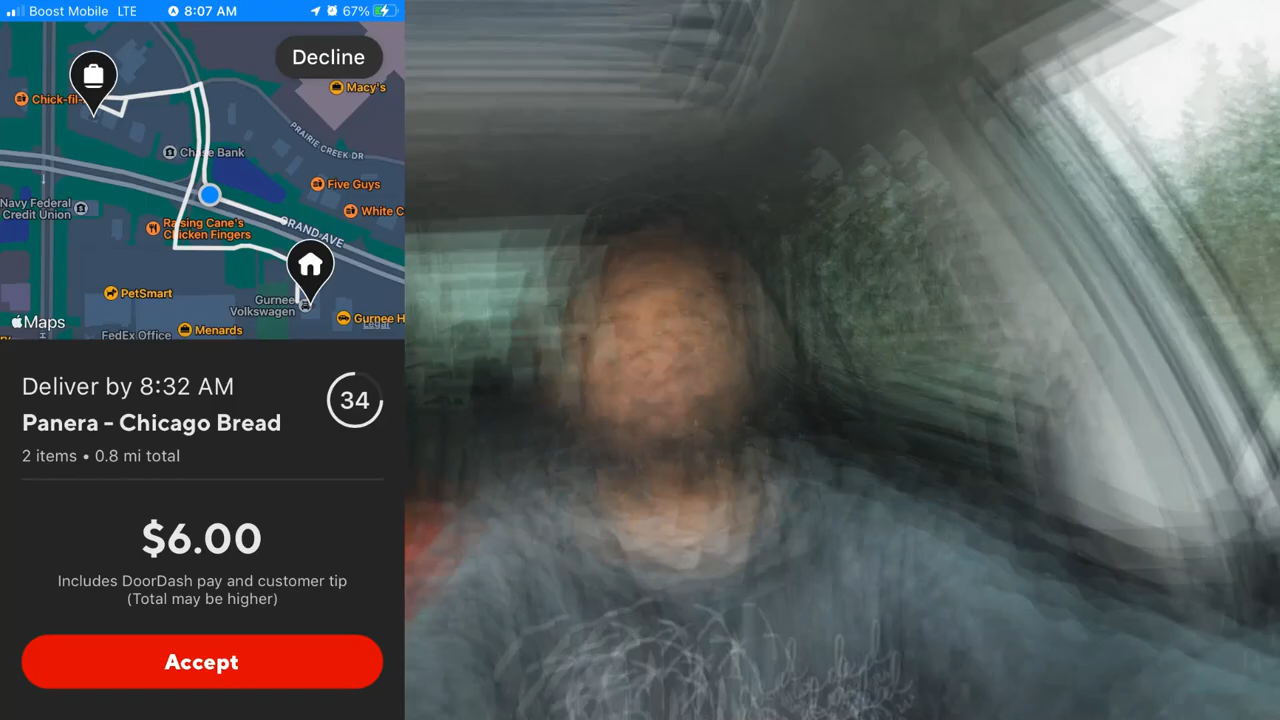 Boost Mobile LTE 8:07 AM 67%
Decline
Chick-fil-
Macy's
PRAIRIE CREEK DR
Chase Bank
Five Guys
Navy Federal
Credit Union
White C
Raising Cane's
Chicken Fingers
GRAND AVE
PetSmart
Gurnee
Volkswagen
Gurnee H
Legal
Maps
FedEx Office
Menards
Deliver by 8:32 AM
34
Panera - Chicago Bread
2 items • 0.8 mi total
$6.00
Includes DoorDash pay and customer tip
(Total may be higher)
Accept